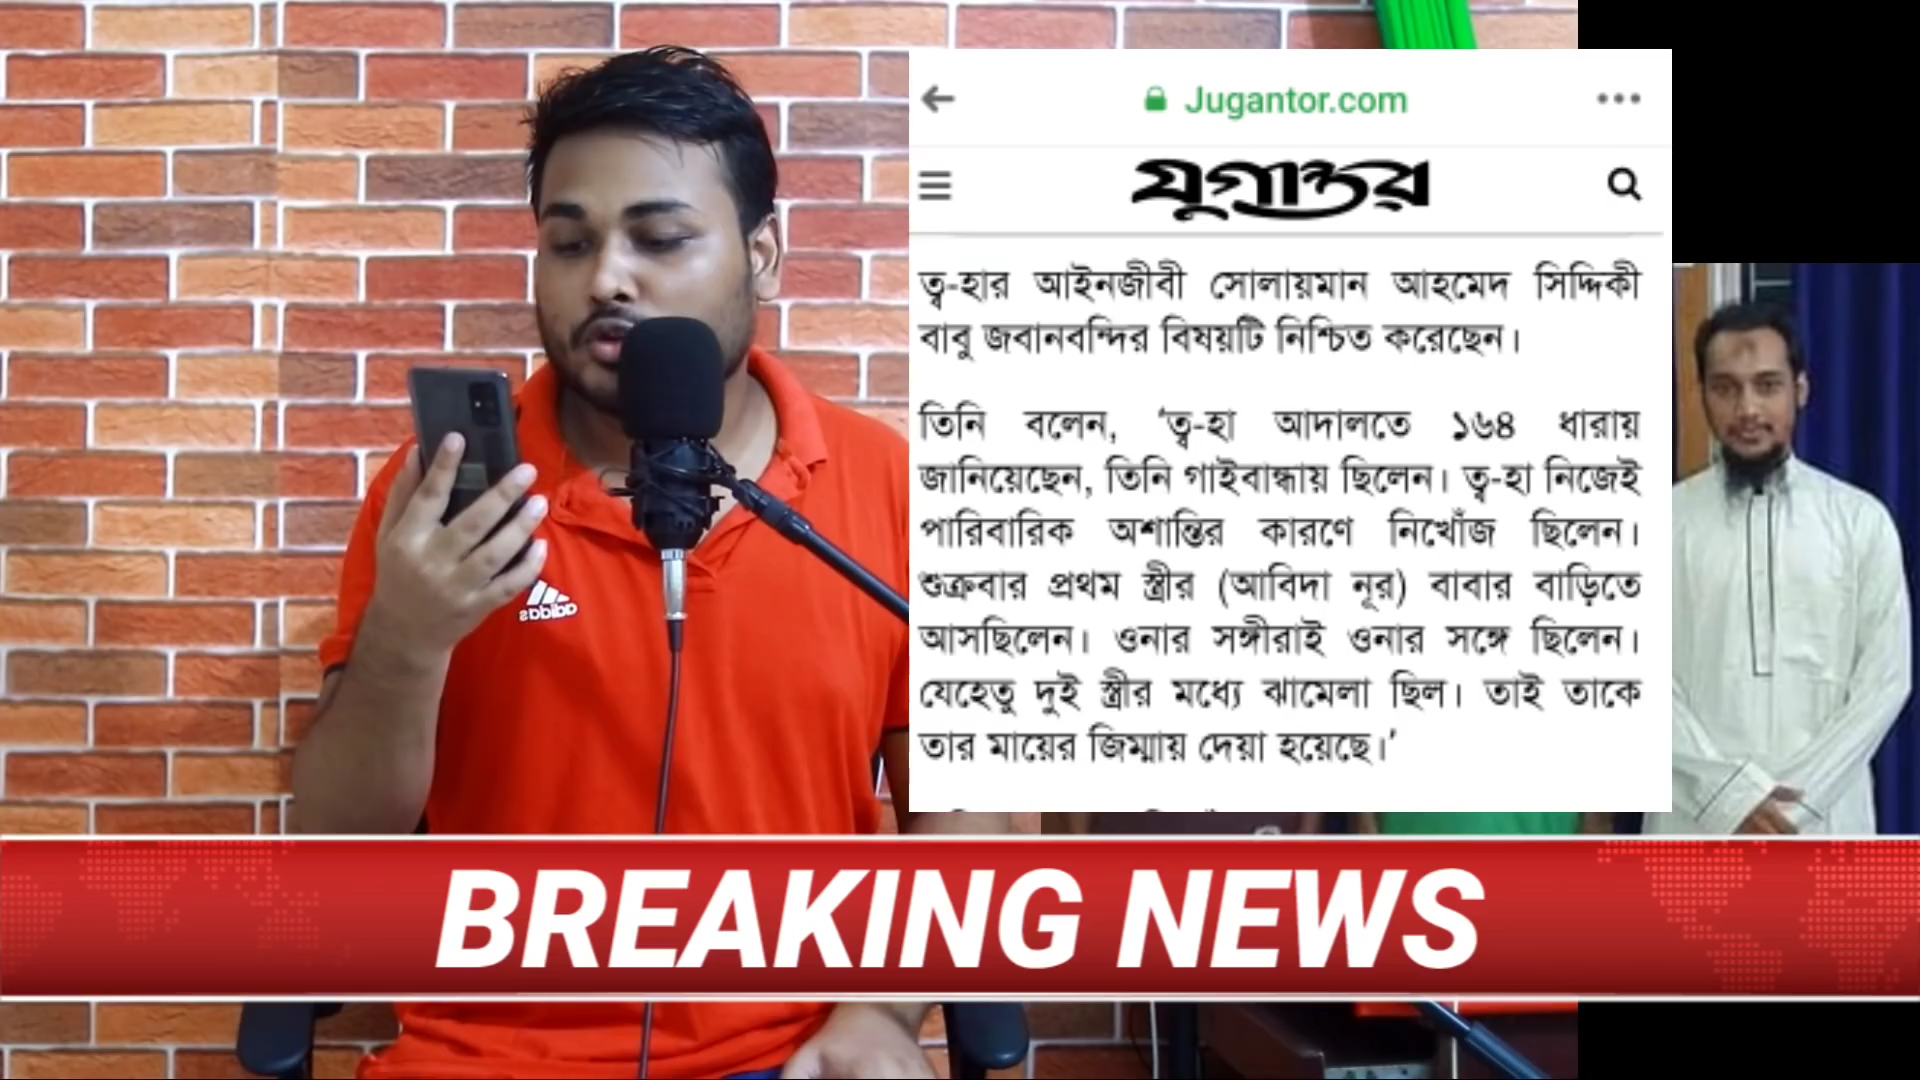 Jugantor.com
যুগান্তর
ত্ব-হার আইনজীবী সোলায়মান আহমেদ সিদ্দিকী
বাবু জবানবন্দির বিষয়টি নিশ্চিত করেছেন।
তিনি বলেন, ‘ত্ব-হা আদালতে ১৬৪ ধারায়
জানিয়েছেন, তিনি গাইবান্ধায় ছিলেন। ত্ব-হা নিজেই
পারিবারিক অশান্তির কারণে নিখোঁজ ছিলেন।
শুক্রবার প্রথম স্ত্রীর (আবিদা নূর) বাবার বাড়িতে
আসছিলেন। ওনার সঙ্গীরাই ওনার সঙ্গে ছিলেন।
যেহেতু দুই স্ত্রীর মধ্যে ঝামেলা ছিল। তাই তাকে
তার মায়ের জিম্মায় দেয়া হয়েছে।’
adidas
BREAKING NEWS